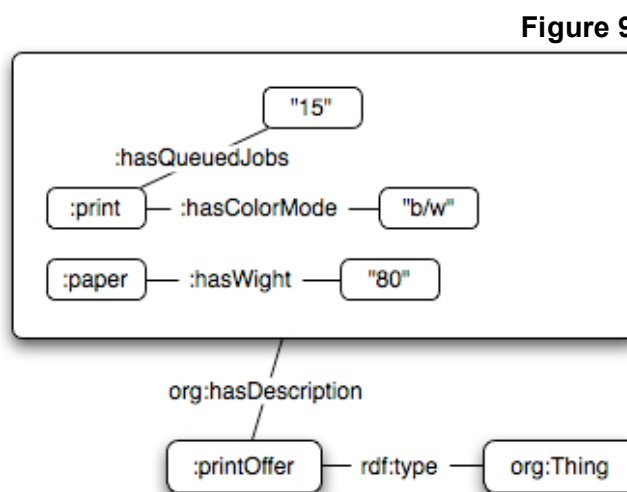 Figure 9
"15"
:hasQueuedJobs
:print :hasColorMode "b/w"
:paper :hasWight "80"
org:hasDescription
:printOffer rdf:type org:Thing